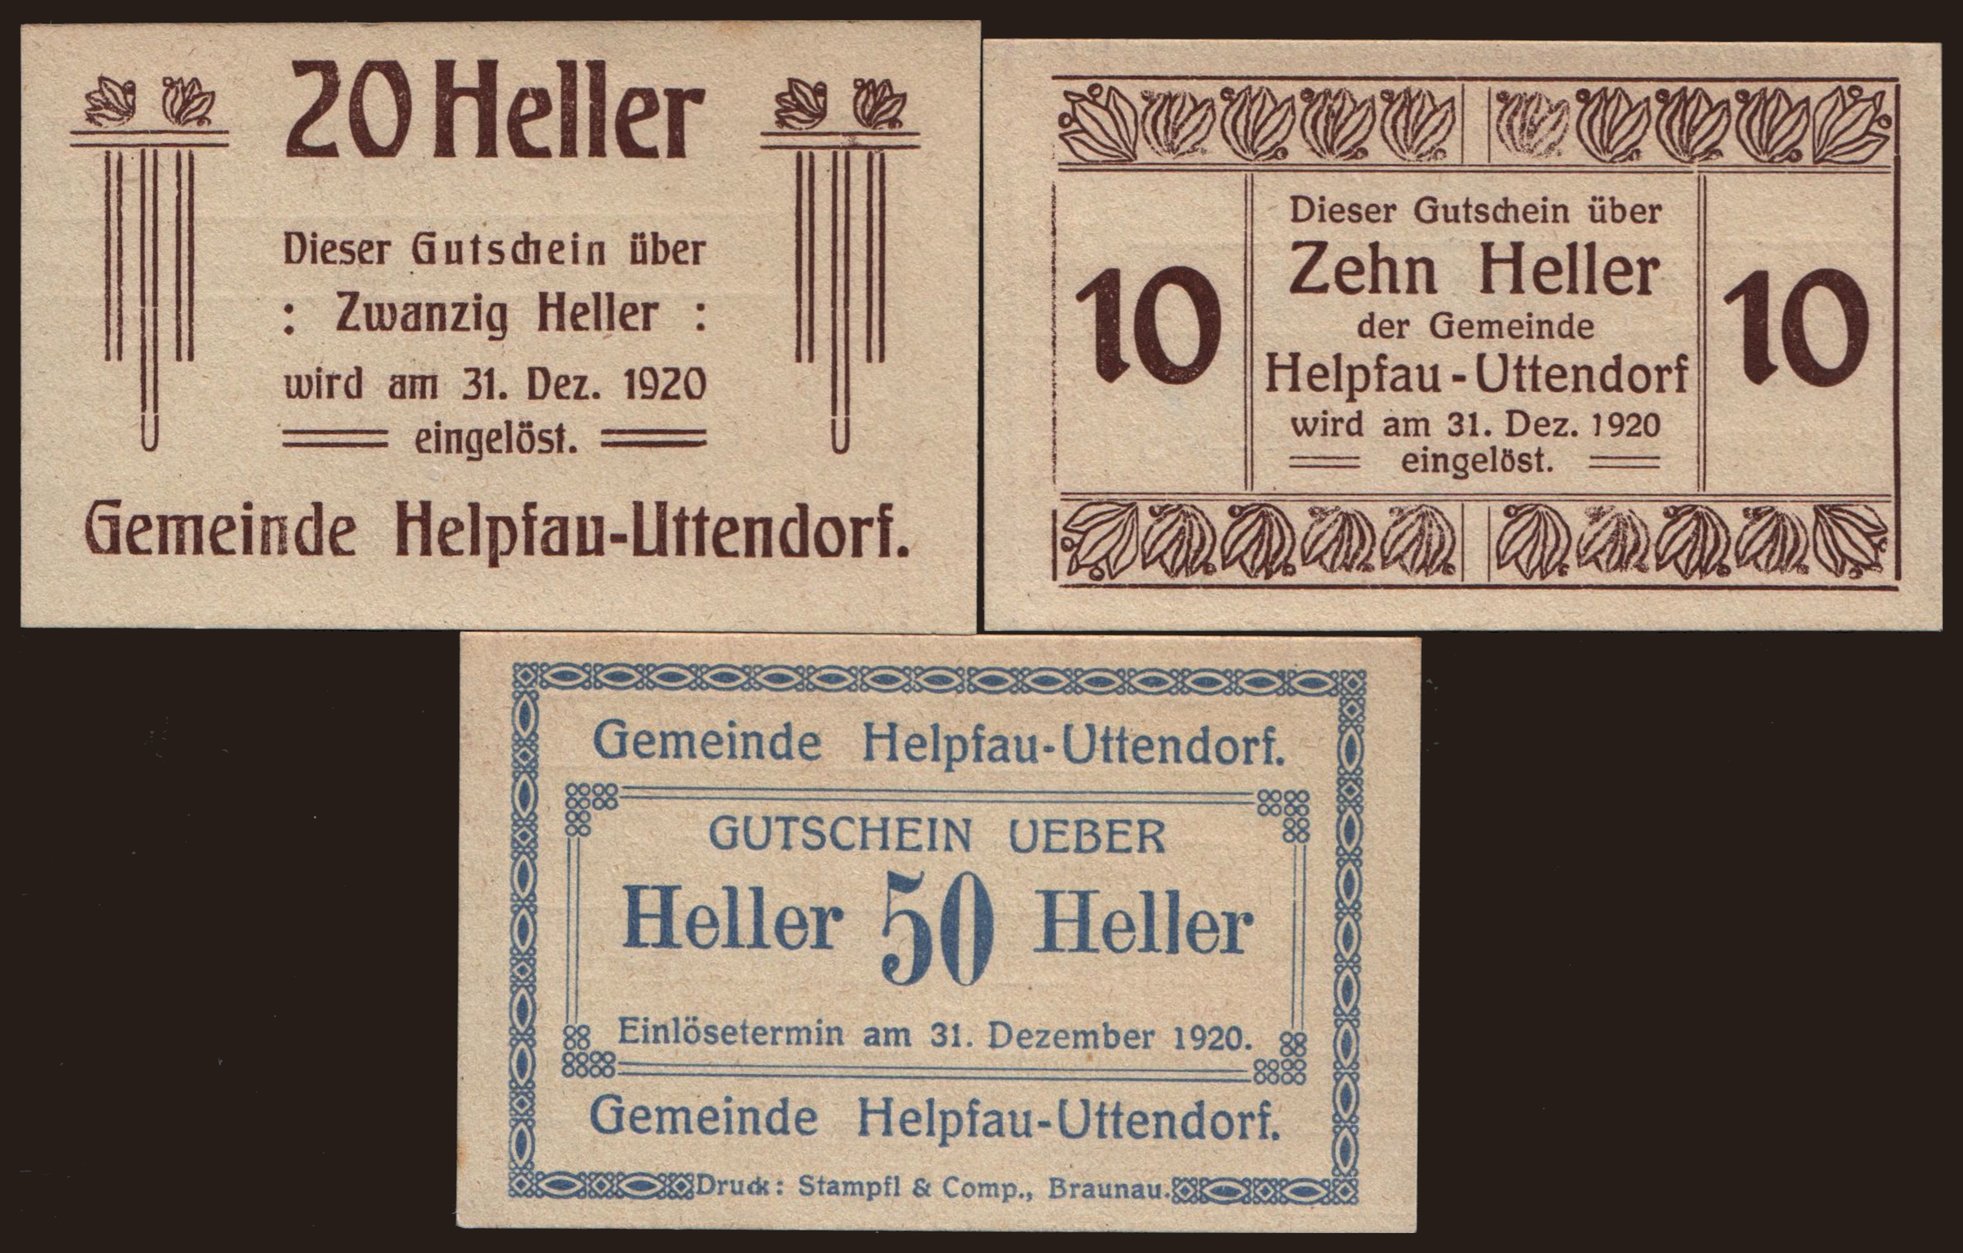 20 Heller
Dieser Gutschein über
: Zwanzig Heller :
wird am 31. Dez. 1920
eingelöst.
Gemeinde Helpfau-Uttendorf.
10
Dieser Gutschein über
Zehn Heller
der Gemeinde
Helpfau-Uttendorf
wird am 31. Dez. 1920
eingelöst.
10
Gemeinde Helpfau-Uttendorf.
GUTSCHEIN UEBER
Heller 50 Heller
Einlösetermin am 31. Dezember 1920.
Gemeinde Helpfau-Uttendorf.
Druck: Stampfl & Comp., Braunau.